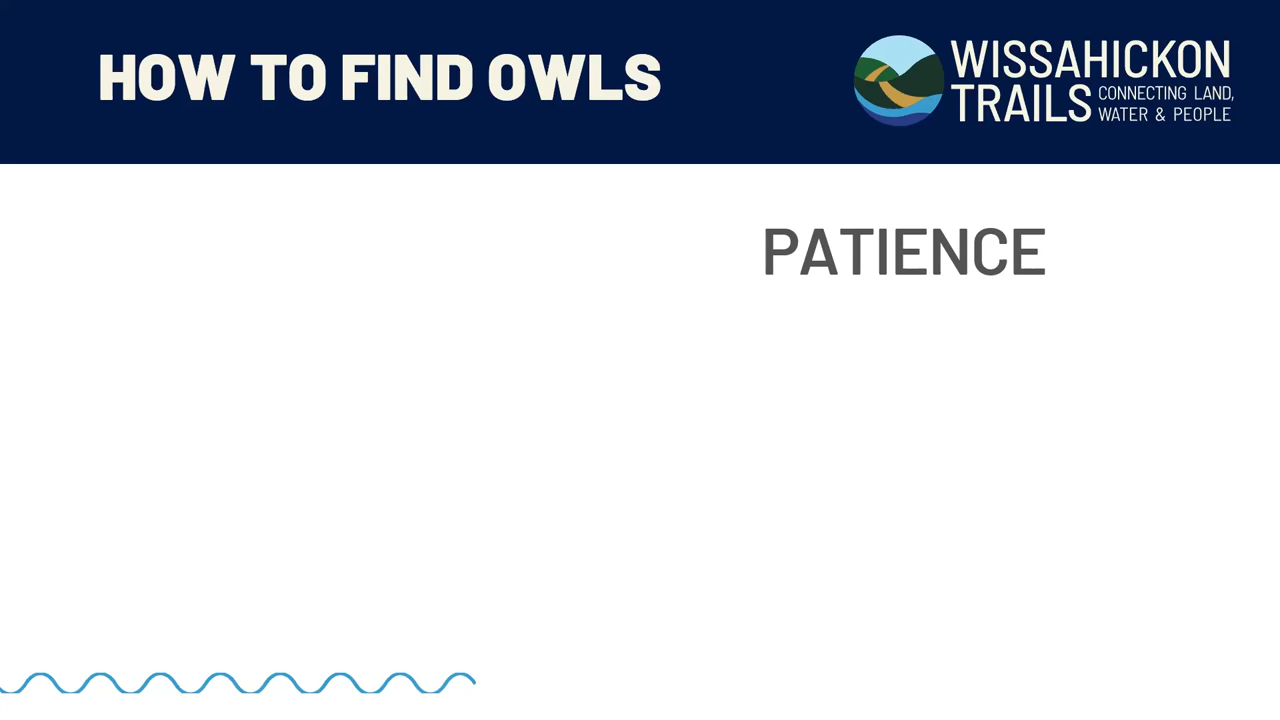 HOW TO FIND OWLS
WISSAHICKON
TRAILS
CONNECTING LAND,
WATER & PEOPLE
PATIENCE